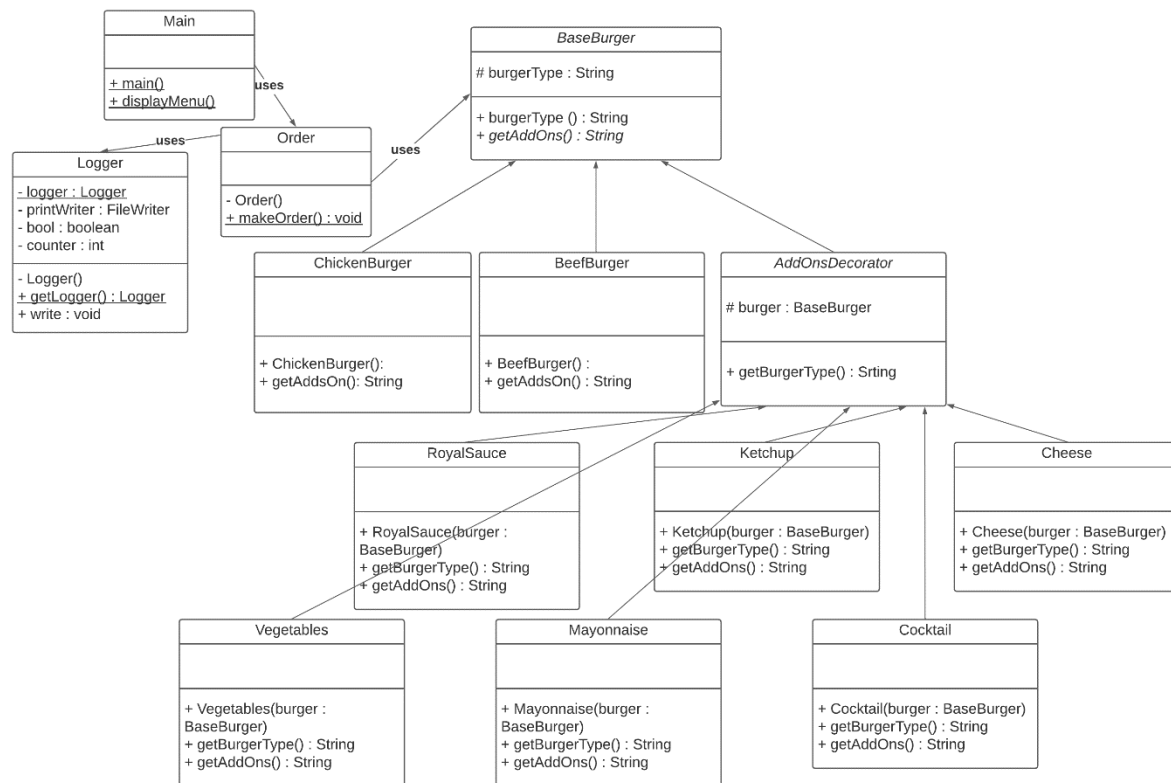 Main
+ main()
+ displayMenu()
uses
BaseBurger
# burgerType : String
+ burgerType () : String
+ getAddOns() : String
uses
Order
- Order()
+ makeOrder() : void
uses
Logger
- logger : Logger
- printWriter : FileWriter
- bool : boolean
- counter : int
- Logger()
+ getLogger() : Logger
+ write : void
ChickenBurger
+ ChickenBurger():
+ getAddsOn(): String
BeefBurger
+ BeefBurger() :
+ getAddsOn() : String
AddOnsDecorator
# burger : BaseBurger
+ getBurgerType() : Srting
RoyalSauce
+ RoyalSauce(burger :
BaseBurger)
+ getBurgerType() : String
+ getAddOns() : String
Ketchup
+ Ketchup(burger : BaseBurger)
+ getBurgerType() : String
+ getAddOns() : String
Cheese
+ Cheese(burger : BaseBurger)
+ getBurgerType() : String
+ getAddOns() : String
Vegetables
+ Vegetables(burger :
BaseBurger)
+ getBurgerType() : String
+ getAddOns() : String
Mayonnaise
+ Mayonnaise(burger :
BaseBurger)
+ getBurgerType() : String
+ getAddOns() : String
Cocktail
+ Cocktail(burger : BaseBurger)
+ getBurgerType() : String
+ getAddOns() : String